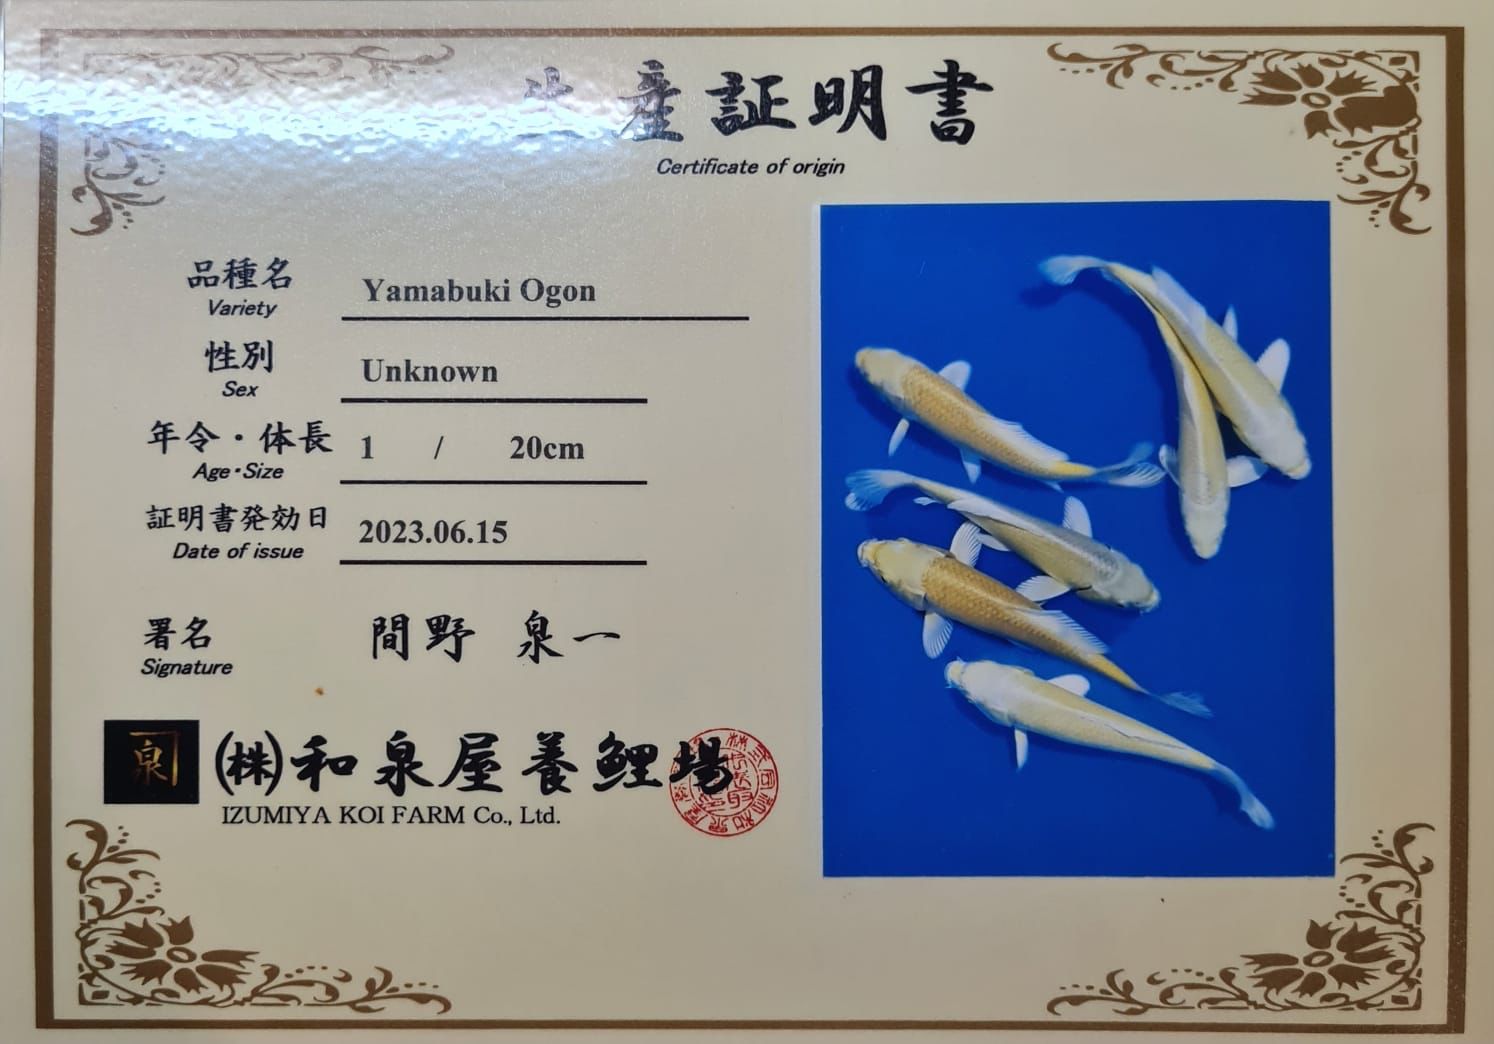 生産証明書
Certificate of origin
品種名
Variety
Yamabuki Ogon
性別
Sex
Unknown
年令・体長
Age・Size
1 / 20cm
証明書発効日
Date of issue
2023.06.15
署名
Signature
間野 泉一
泉
㈱和泉屋養鯉場
IZUMIYA KOI FARM Co., Ltd.